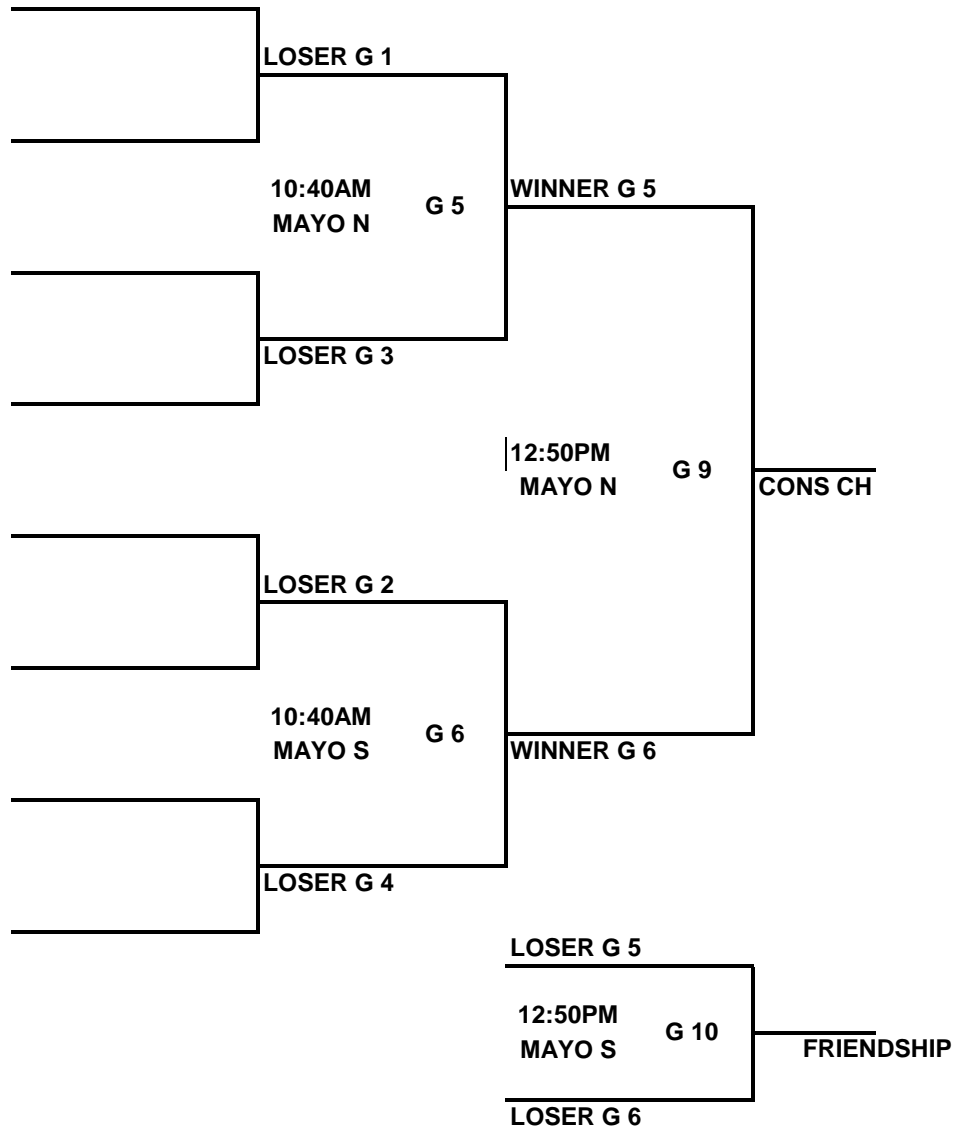 LOSER G 1
10:40AM
MAYO N
G 5
WINNER G 5
LOSER G 3
12:50PM
MAYO N
G 9
CONS CH
LOSER G 2
10:40AM
MAYO S
G 6
WINNER G 6
LOSER G 4
LOSER G 5
12:50PM
MAYO S
G 10
FRIENDSHIP
LOSER G 6